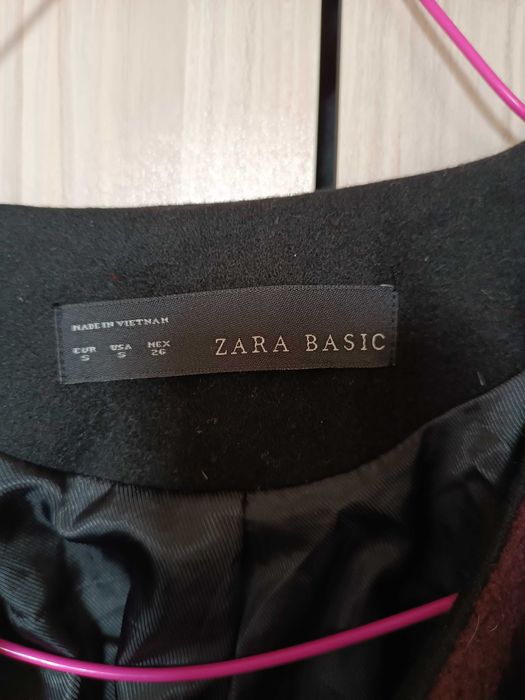 MADE IN VIETNAM
EUR USA MEX
S S 26
ZARA BASIC